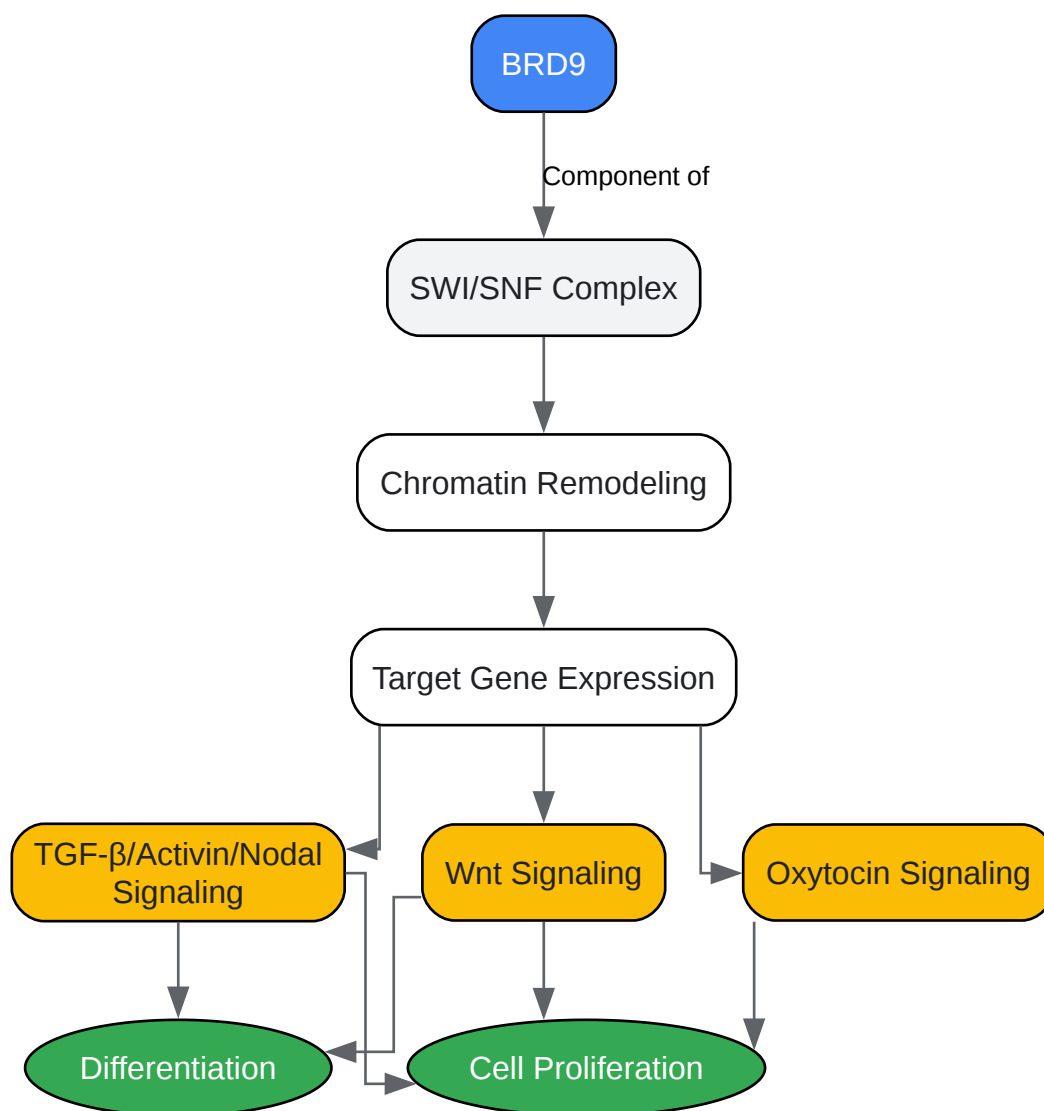 BRD9
Component of
SWI/SNF Complex
Chromatin Remodeling
Target Gene Expression
TGF-β/Activin/Nodal
Signaling
Wnt Signaling
Oxytocin Signaling
Differentiation
Cell Proliferation